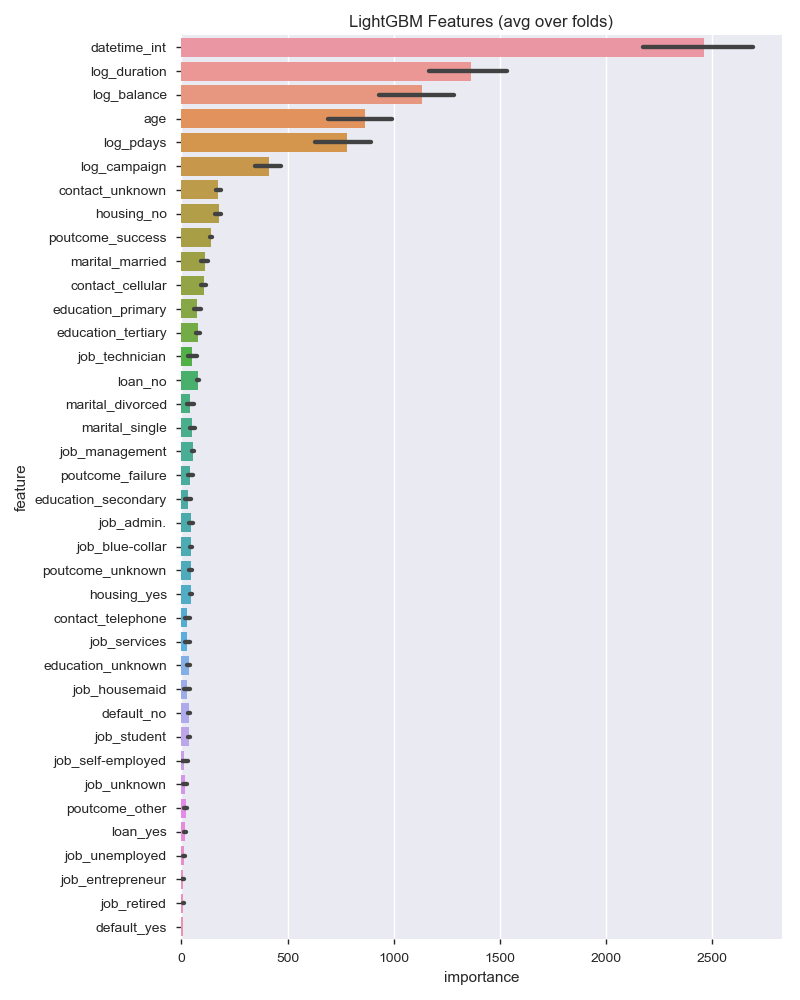 LightGBM Features (avg over folds)
datetime_int
log_duration
log_balance
age
log_pdays
log_campaign
contact_unknown
housing_no
poutcome_success
marital_married
contact_cellular
education_primary
education_tertiary
job_technician
loan_no
marital_divorced
marital_single
job_management
poutcome_failure
education_secondary
job_admin.
job_blue-collar
poutcome_unknown
housing_yes
contact_telephone
job_services
education_unknown
job_housemaid
default_no
job_student
job_self-employed
job_unknown
poutcome_other
loan_yes
job_unemployed
job_entrepreneur
job_retired
default_yes
feature
0 500 1000 1500 2000 2500
importance